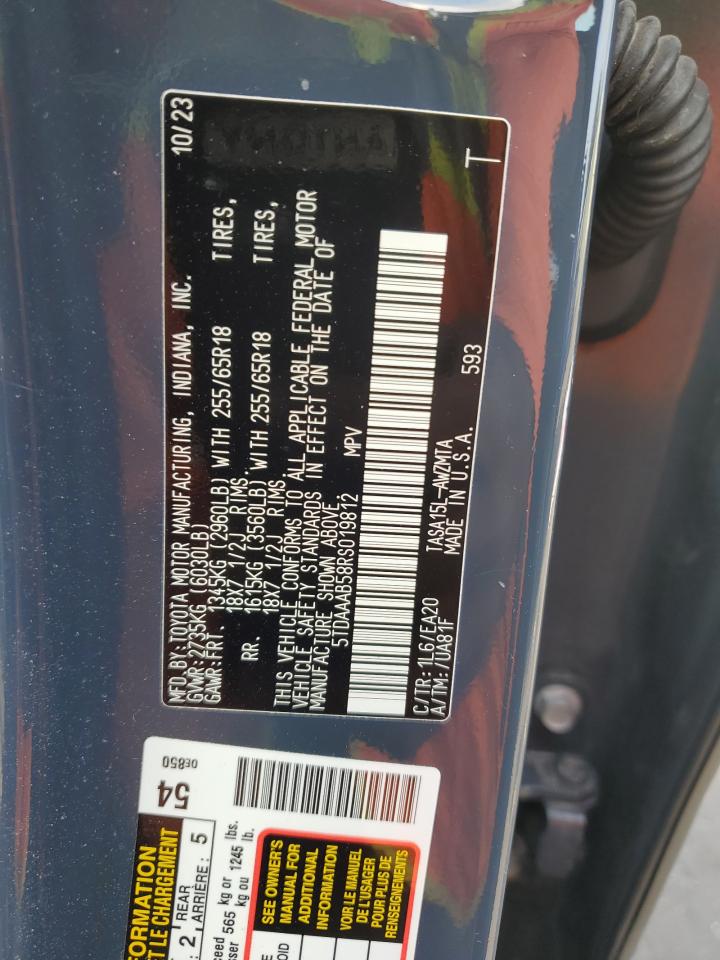 10/23
MFD.BY:TOYOTA MOTOR MANUFACTURING, INDIANA, INC.
GVWR:2735KG (6030LB)
GAWR:FRT. 1345KG (2960LB) WITH 255/65R18 TIRES,
18X7 1/2J RIMS.
RR. 1615KG (3560LB) WITH 255/65R18 TIRES,
18X7 1/2J RIMS
THIS VEHICLE CONFORMS TO ALL APPLICABLE FEDERAL MOTOR
VEHICLE SAFETY STANDARDS IN EFFECT ON THE DATE OF
MANUFACTURE SHOWN ABOVE.
5TDAAAB58RS019812 MPV
C/TR:1L6/EA20 TASA15L-AWZMTA
A/TM:/UA81F MADE IN U.S.A. 593
T
0E850
54
2 REAR
ARRIÈRE : 5
565 kg or 1245 lbs.
kg ou lb.
SEE OWNER'S
MANUAL FOR
ADDITIONAL
INFORMATION
VOIR LE MANUEL
DE L'USAGER
POUR PLUS DE
RENSEIGNEMENTS